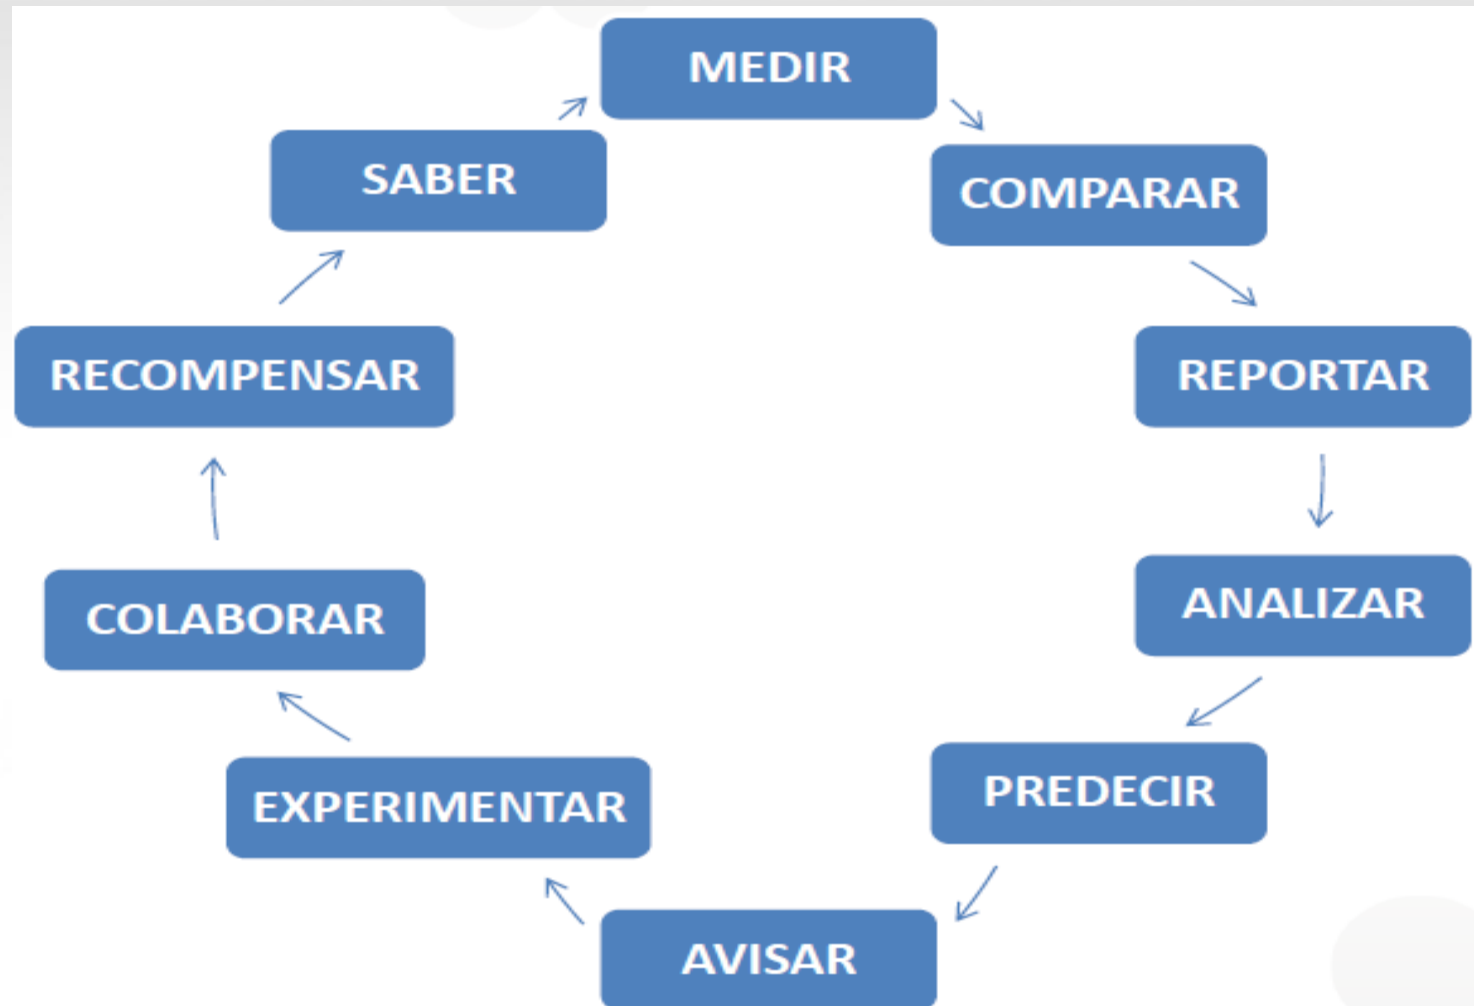 MEDIR
COMPARAR
REPORTAR
ANALIZAR
PREDECIR
AVISAR
EXPERIMENTAR
COLABORAR
RECOMPENSAR
SABER